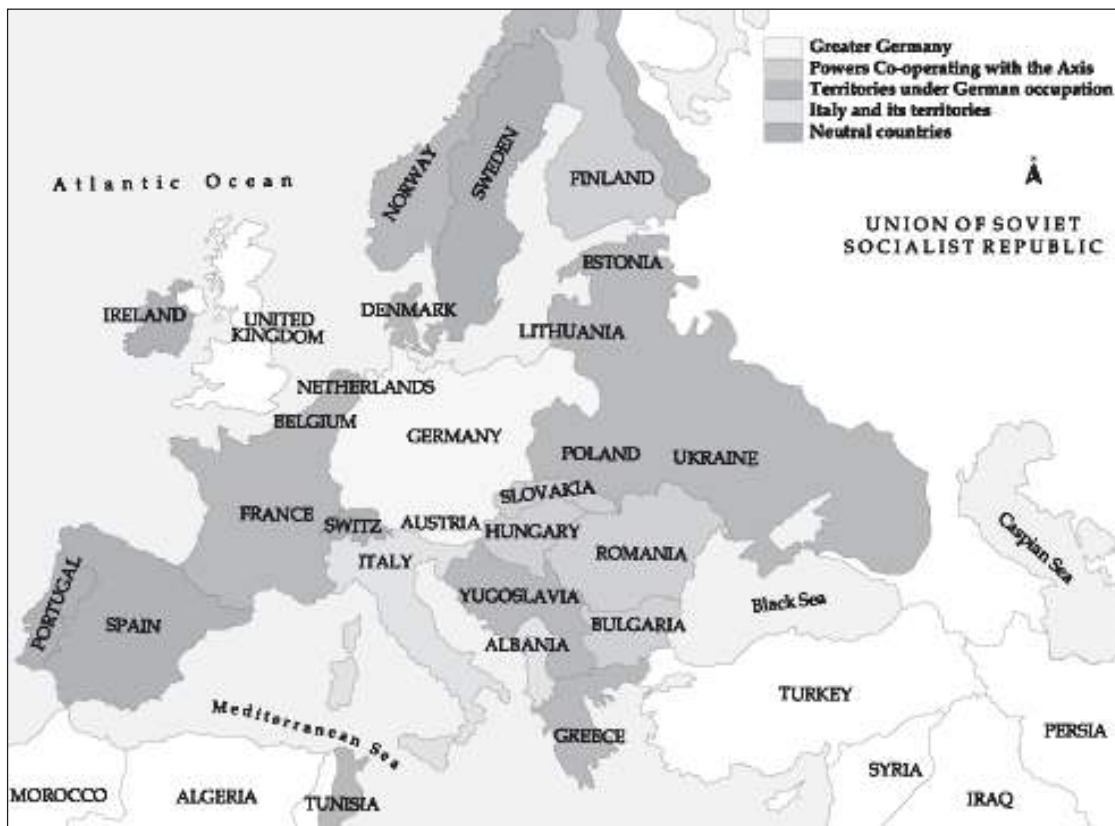 Greater Germany
Powers Co-operating with the Axis
Territories under German occupation
Italy and its territories
Neutral countries
Atlantic Ocean
NORWAY
SWEDEN
FINLAND
UNION OF SOVIET
SOCIALIST REPUBLIC
ESTONIA
IRELAND
UNITED
KINGDOM
DENMARK
LITHUANIA
NETHERLANDS
BELGIUM
GERMANY
POLAND
UKRAINE
SLOVAKIA
FRANCE
SWITZ
AUSTRIA
HUNGARY
ITALY
ROMANIA
Caspian Sea
PORTUGAL
SPAIN
YUGOSLAVIA
Black Sea
BULGARIA
ALBANIA
Mediterranean Sea
GREECE
TURKEY
PERSIA
SYRIA
IRAQ
MOROCCO
ALGERIA
TUNISIA